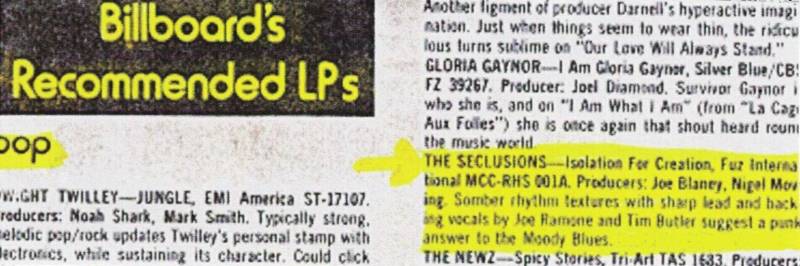 Billboard's
Recommended LPs
pop
DWIGHT TWILLEY—JUNGLE, EMI America ST-17107.
Producers: Noah Shark, Mark Smith. Typically strong,
melodic pop/rock updates Twilley's personal stamp with
electronics, while sustaining its character. Could click
Another figment of producer Darnell's hyperactive imagi
nation. Just when things seem to wear thin, the ridicu
lous turns sublime on "Our Love Will Always Stand."
GLORIA GAYNOR—I Am Gloria Gaynor, Silver Blue/CBS
FZ 39267. Producer: Joel Diamond. Survivor Gaynor i
who she is, and on "I Am What I Am" (from "La Cag
Aux Folles") she is once again that shout heard roun
the music world.
THE SECLUSIONS—Isolation For Creation, Fuz Interna
tional MCC-RHS 001A. Producers: Joe Blaney, Nigel Mov
ing. Somber rhythm textures with sharp lead and back
ing vocals by Joe Ramone and Tim Butler suggest a punk
answer to the Moody Blues.
THE NEWZ—Spicy Stories, Tri-Art TAS 1683. Producers